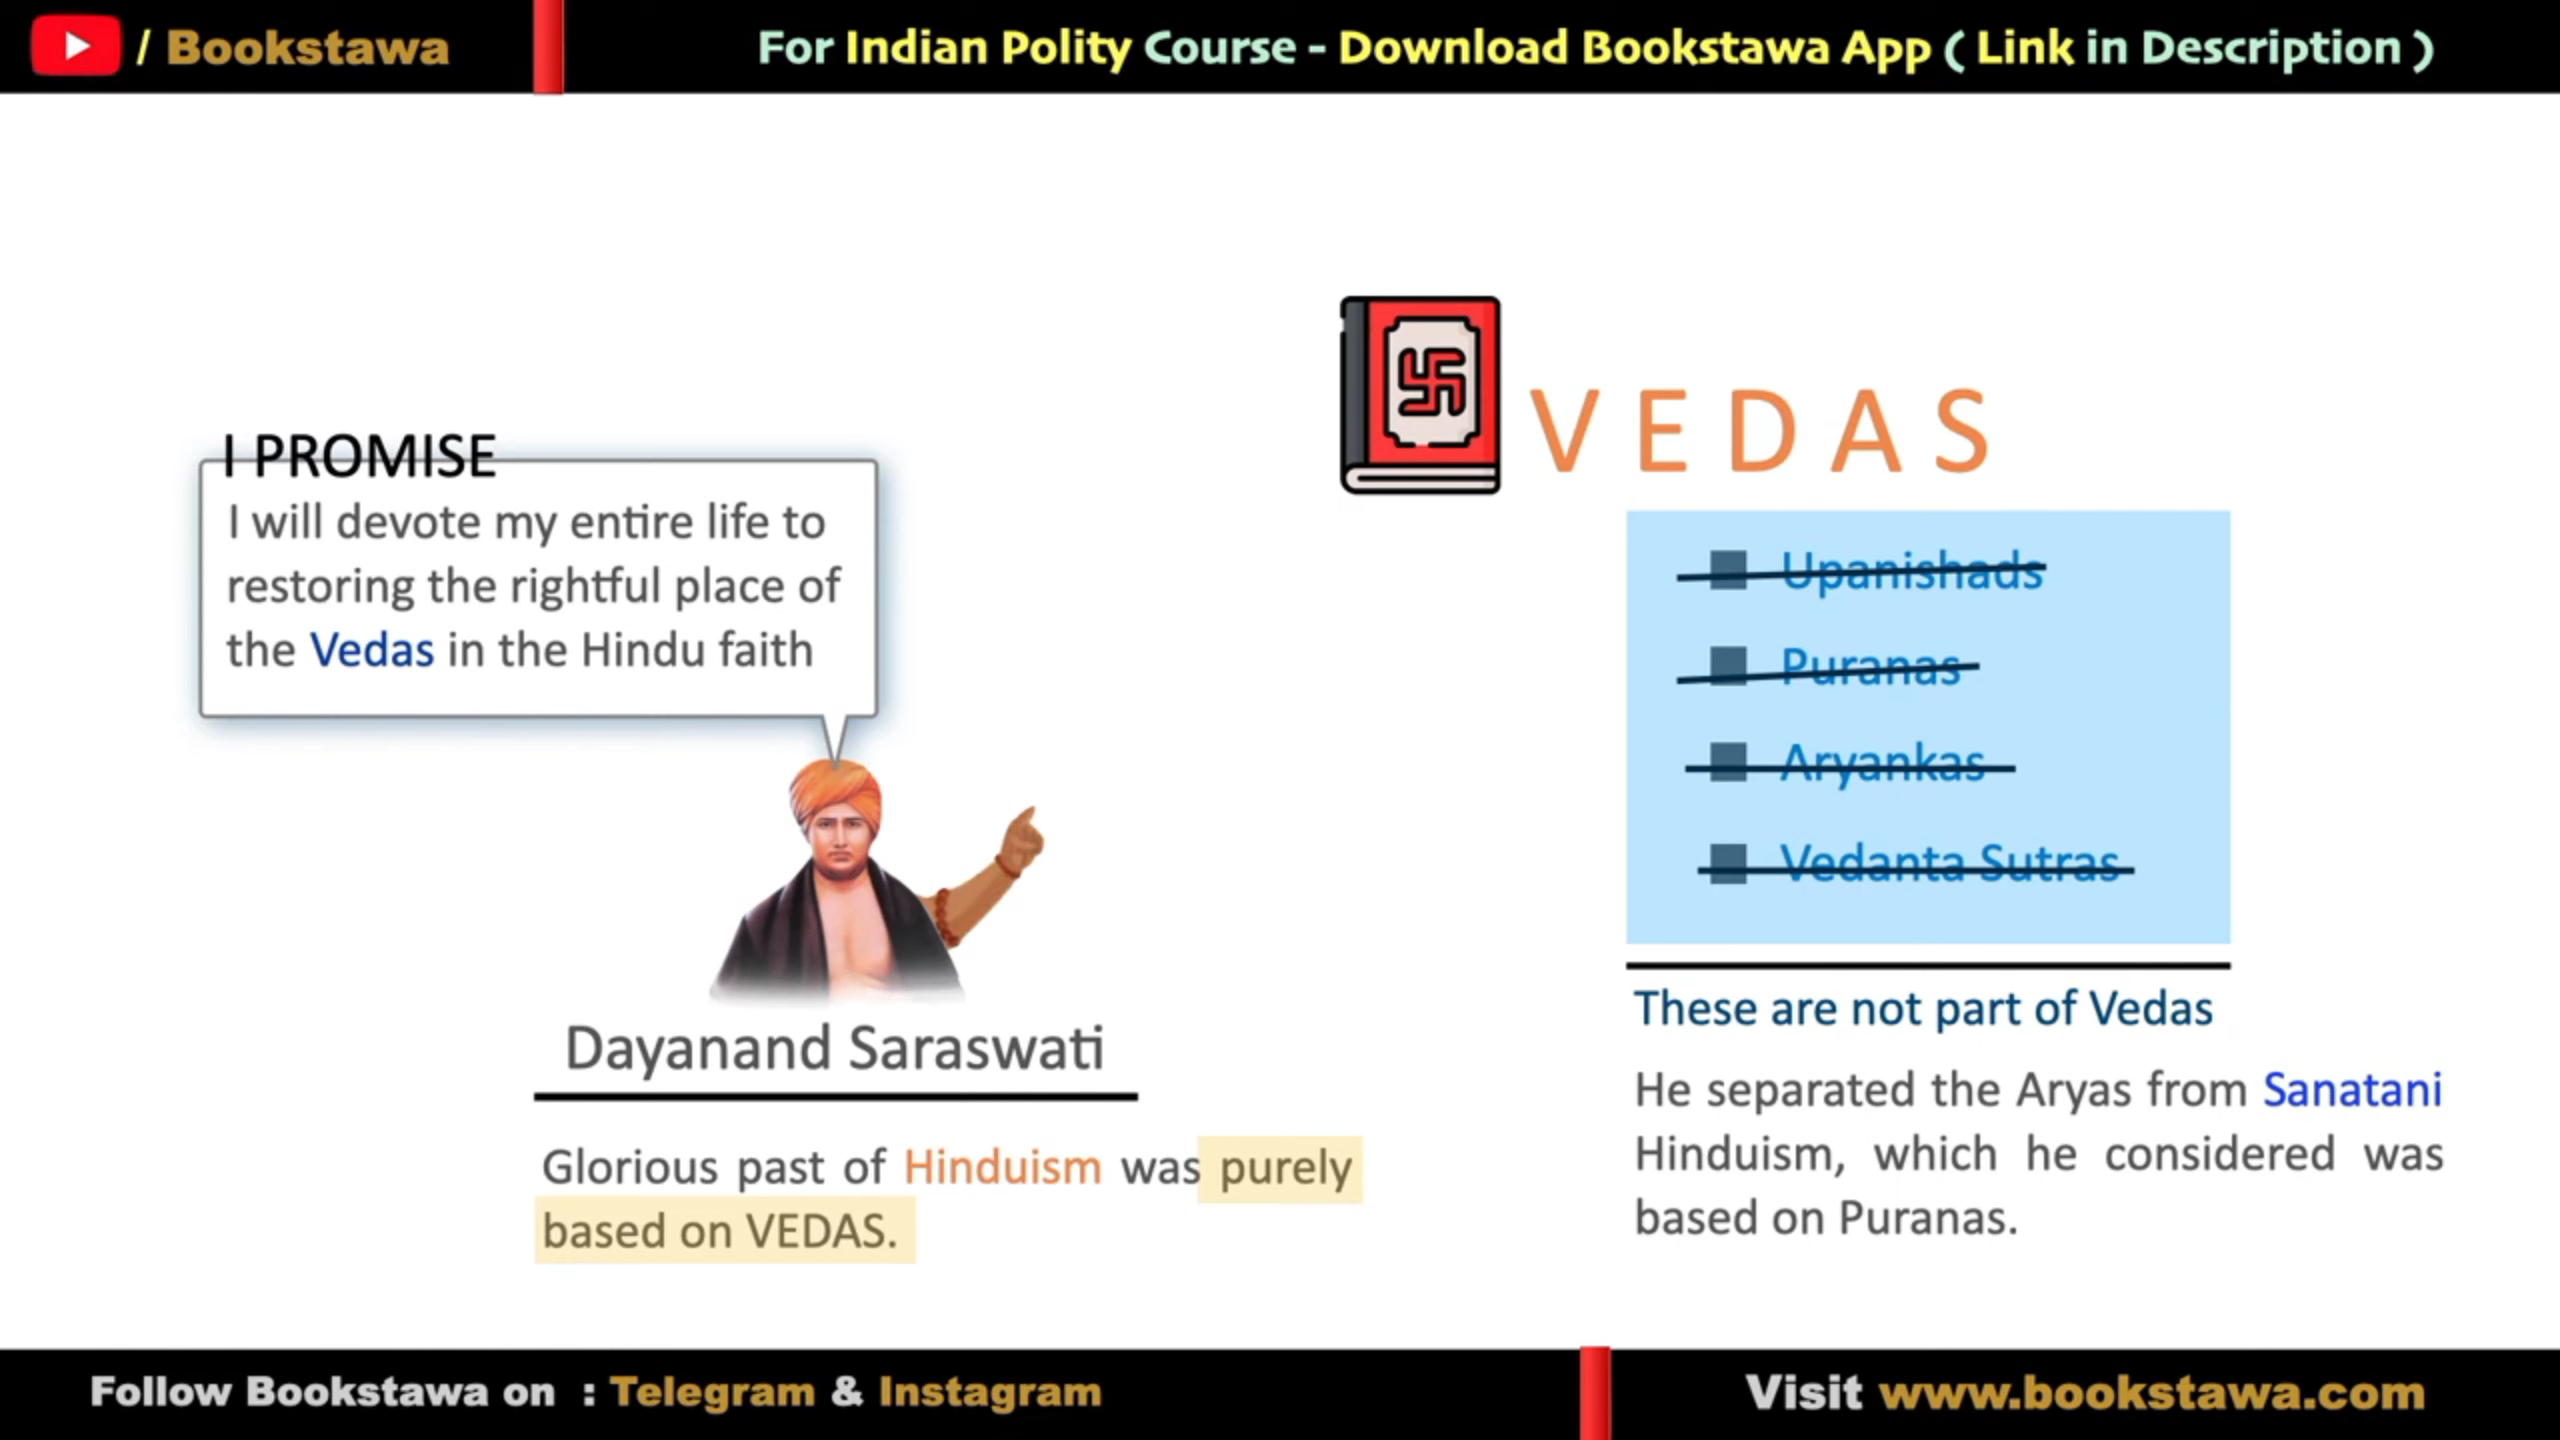 / Bookstawa
For Indian Polity Course - Download Bookstawa App ( Link in Description )
I PROMISE
I will devote my entire life to
restoring the rightful place of
the Vedas in the Hindu faith
Dayanand Saraswati
Glorious past of Hinduism was purely
based on VEDAS.
VEDAS
Upanishads
Puranas
Aryankas
Vedanta Sutras
These are not part of Vedas
He separated the Aryas from Sanatani
Hinduism, which he considered was
based on Puranas.
Follow Bookstawa on : Telegram & Instagram
Visit www.bookstawa.com